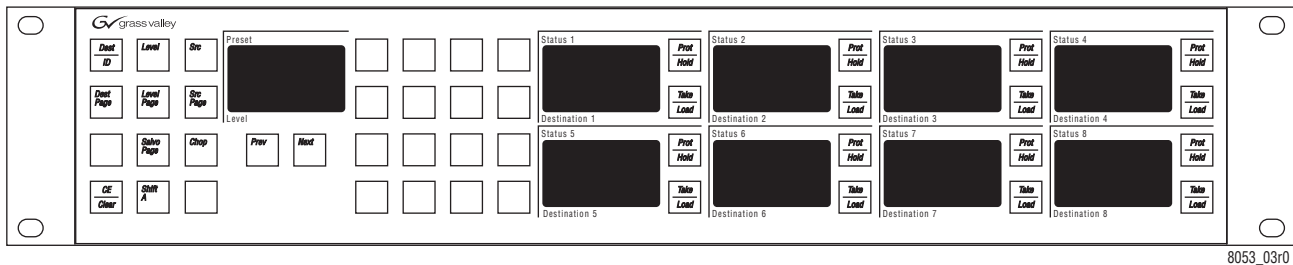 grass valley
Preset
Status 1
Status 2
Status 3
Status 4
Dest
ID
Level
Src
Prot
Hold
Prot
Hold
Prot
Hold
Prot
Hold
Dest
Page
Level
Page
Src
Page
Take
Load
Take
Load
Take
Load
Take
Load
Level
Destination 1
Destination 2
Destination 3
Destination 4
Status 5
Status 6
Status 7
Status 8
Salvo
Page
Chop
Prev
Next
Prot
Hold
Prot
Hold
Prot
Hold
Prot
Hold
CE
Clear
Shift
A
Take
Load
Take
Load
Take
Load
Take
Load
Destination 5
Destination 6
Destination 7
Destination 8
8053_03r0